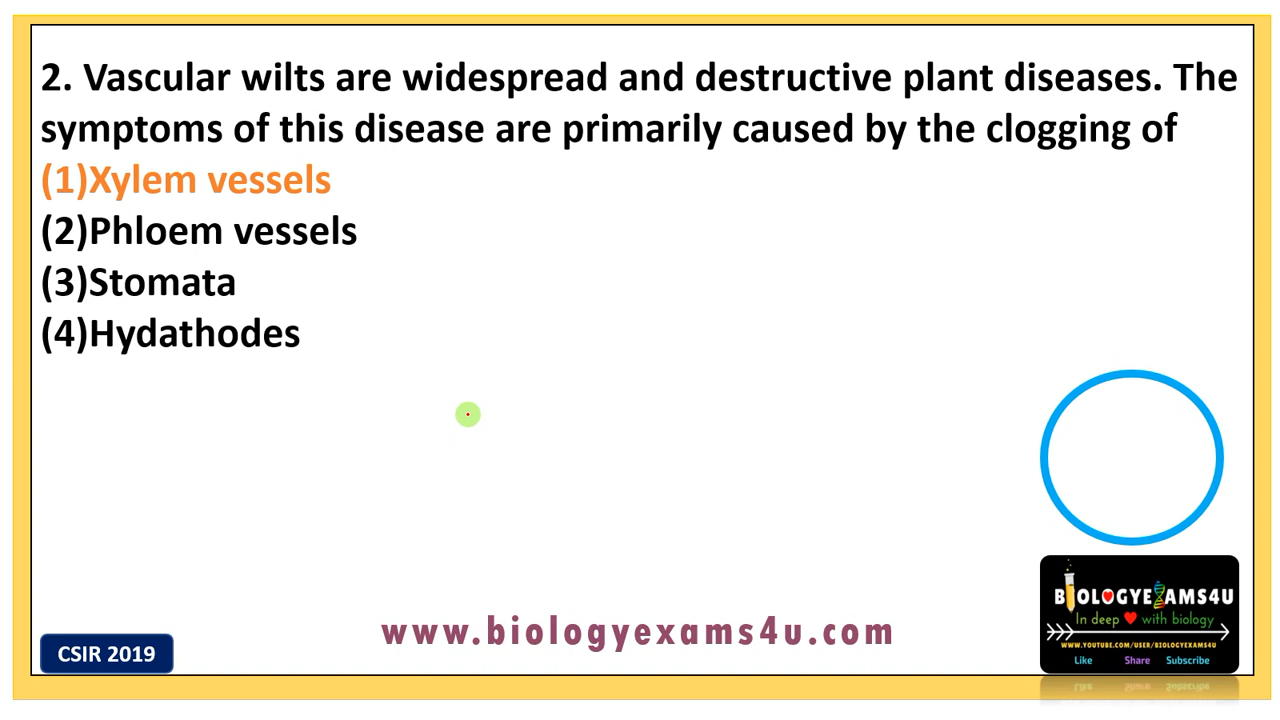 2. Vascular wilts are widespread and destructive plant diseases. The
symptoms of this disease are primarily caused by the clogging of
(1)Xylem vessels
(2)Phloem vessels
(3)Stomata
(4)Hydathodes
BIOLOGYEXAMS4U
In deep with biology
WWW.YOUTUBE.COM/USER/BIOLOGYEXAMS4U
Like Share Subscribe
www.biologyexams4u.com
CSIR 2019